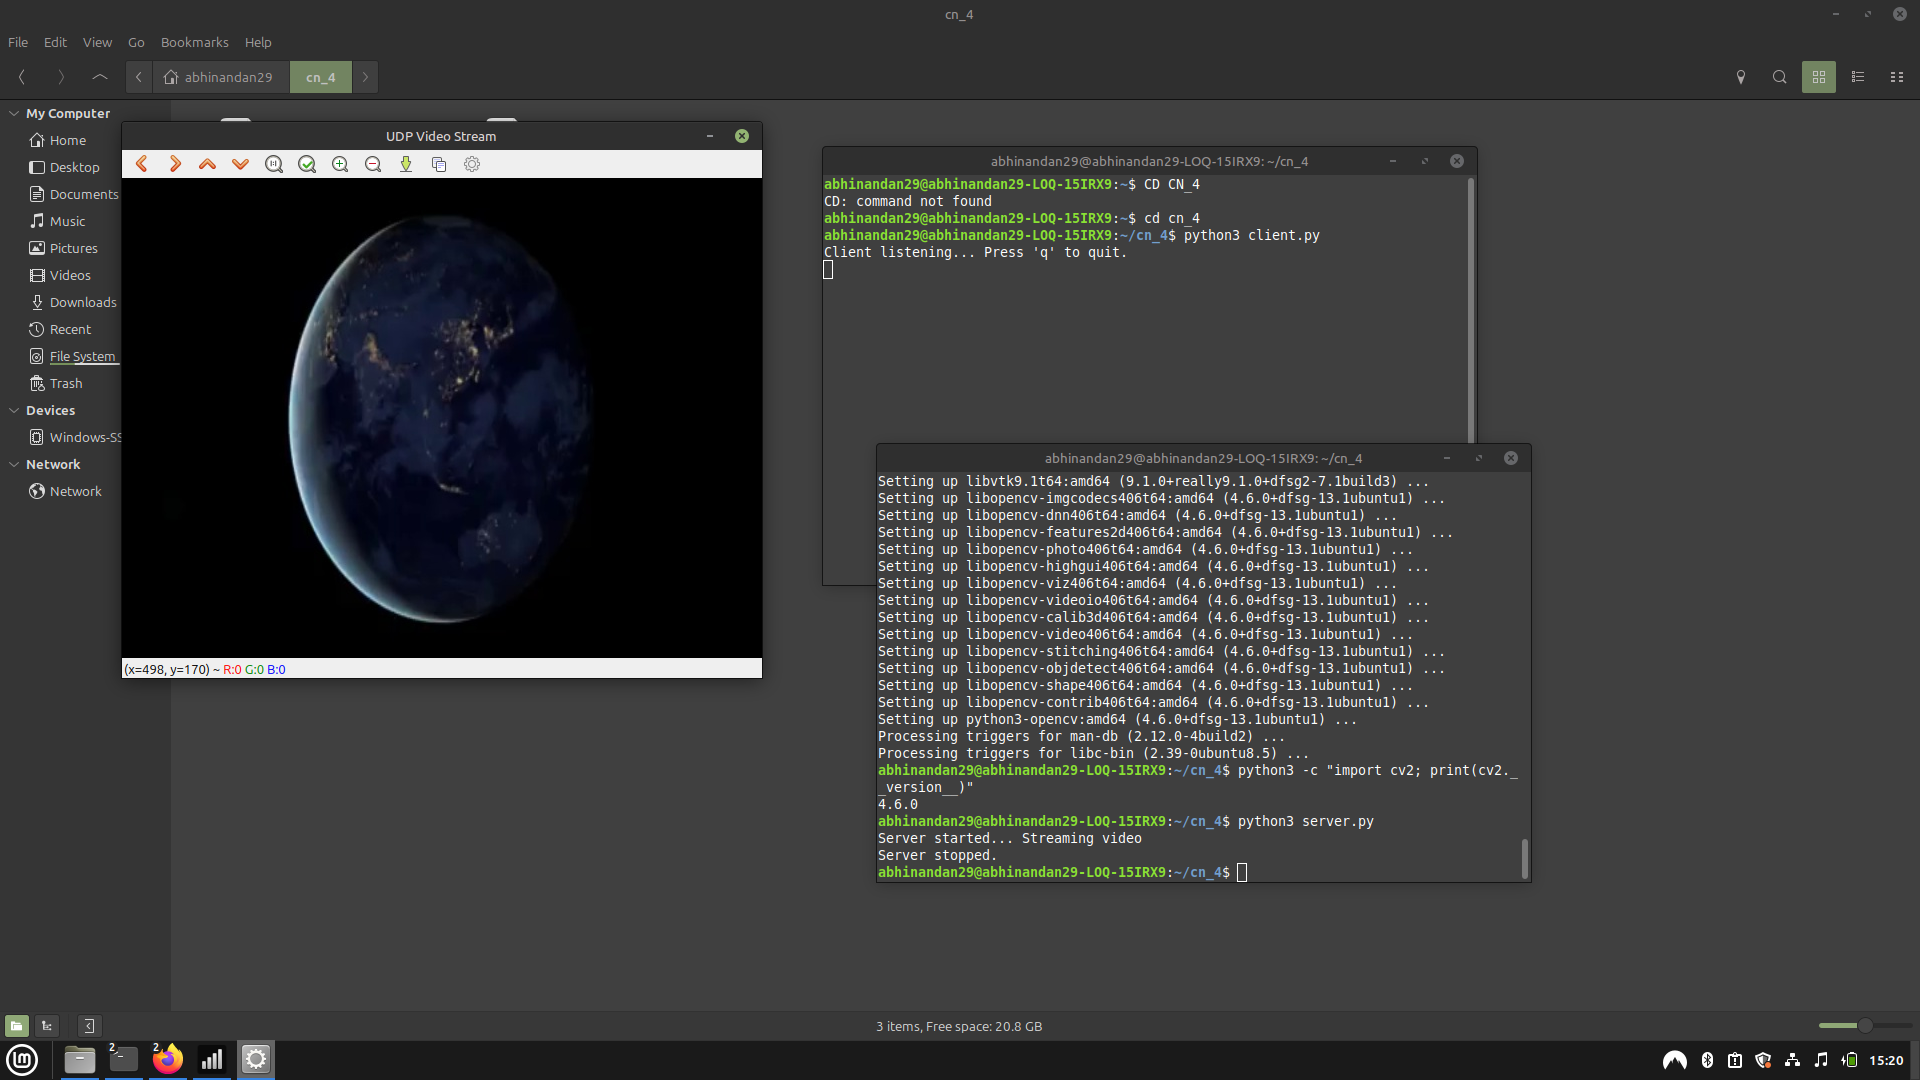 cn_4
File Edit View Go Bookmarks Help
abhinandan29 cn_4
My Computer
Home
Desktop
Documents
Music
Pictures
Videos
Downloads
Recent
File System
Trash
Devices
Windows-SS
Network
Network
UDP Video Stream
(x=498, y=170) ~ R:0 G:0 B:0
abhinandan29@abhinandan29-LOQ-15IRX9: ~/cn_4
abhinandan29@abhinandan29-LOQ-15IRX9:~$ CD CN_4
CD: command not found
abhinandan29@abhinandan29-LOQ-15IRX9:~$ cd cn_4
abhinandan29@abhinandan29-LOQ-15IRX9:~/cn_4$ python3 client.py
Client listening... Press 'q' to quit.
abhinandan29@abhinandan29-LOQ-15IRX9: ~/cn_4
Setting up libvtk9.1t64:amd64 (9.1.0+really9.1.0+dfsg2-7.1build3) ...
Setting up libopencv-imgcodecs406t64:amd64 (4.6.0+dfsg-13.1ubuntu1) ...
Setting up libopencv-dnn406t64:amd64 (4.6.0+dfsg-13.1ubuntu1) ...
Setting up libopencv-features2d406t64:amd64 (4.6.0+dfsg-13.1ubuntu1) ...
Setting up libopencv-photo406t64:amd64 (4.6.0+dfsg-13.1ubuntu1) ...
Setting up libopencv-highgui406t64:amd64 (4.6.0+dfsg-13.1ubuntu1) ...
Setting up libopencv-viz406t64:amd64 (4.6.0+dfsg-13.1ubuntu1) ...
Setting up libopencv-videoio406t64:amd64 (4.6.0+dfsg-13.1ubuntu1) ...
Setting up libopencv-calib3d406t64:amd64 (4.6.0+dfsg-13.1ubuntu1) ...
Setting up libopencv-video406t64:amd64 (4.6.0+dfsg-13.1ubuntu1) ...
Setting up libopencv-stitching406t64:amd64 (4.6.0+dfsg-13.1ubuntu1) ...
Setting up libopencv-objdetect406t64:amd64 (4.6.0+dfsg-13.1ubuntu1) ...
Setting up libopencv-shape406t64:amd64 (4.6.0+dfsg-13.1ubuntu1) ...
Setting up libopencv-contrib406t64:amd64 (4.6.0+dfsg-13.1ubuntu1) ...
Setting up python3-opencv:amd64 (4.6.0+dfsg-13.1ubuntu1) ...
Processing triggers for man-db (2.12.0-4build2) ...
Processing triggers for libc-bin (2.39-0ubuntu8.5) ...
abhinandan29@abhinandan29-LOQ-15IRX9:~/cn_4$ python3 -c "import cv2; print(cv2._
_version__)"
4.6.0
abhinandan29@abhinandan29-LOQ-15IRX9:~/cn_4$ python3 server.py
Server started... Streaming video
Server stopped.
abhinandan29@abhinandan29-LOQ-15IRX9:~/cn_4$
3 items, Free space: 20.8 GB
2 2
15:20